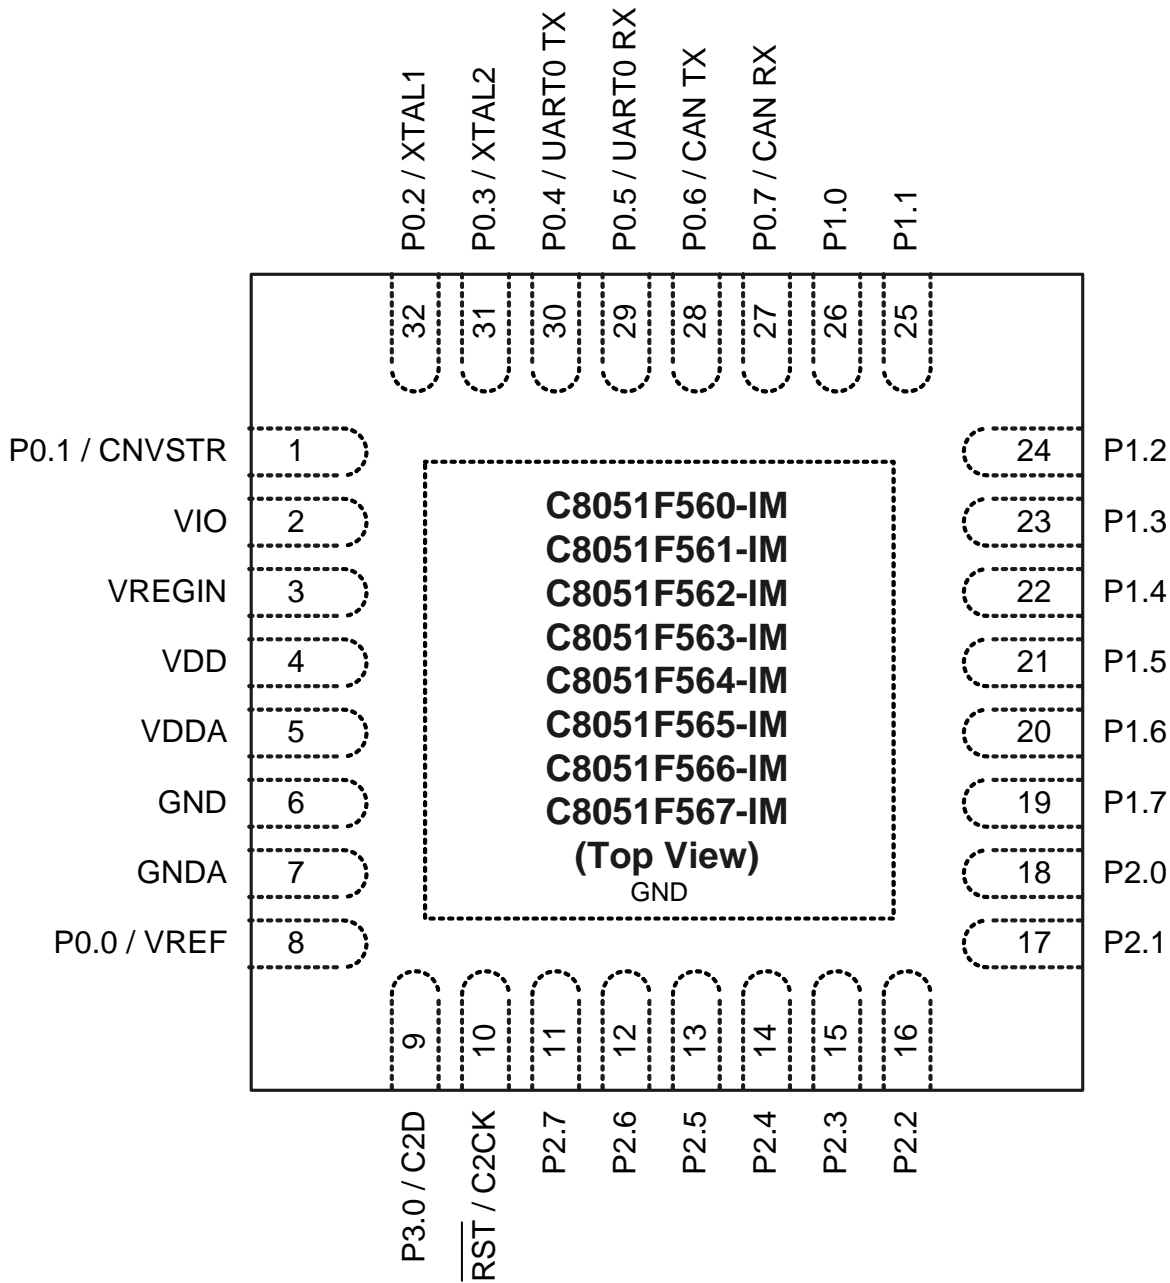 P0.2 / XTAL1
P0.3 / XTAL2
P0.4 / UART0 TX
P0.5 / UART0 RX
P0.6 / CAN TX
P0.7 / CAN RX
P1.0
P1.1
32
31
30
29
28
27
26
25
P0.1 / CNVSTR 1
VIO 2
VREGIN 3
VDD 4
VDDA 5
GND 6
GNDA 7
P0.0 / VREF 8
C8051F560-IM
C8051F561-IM
C8051F562-IM
C8051F563-IM
C8051F564-IM
C8051F565-IM
C8051F566-IM
C8051F567-IM
(Top View)
GND
24 P1.2
23 P1.3
22 P1.4
21 P1.5
20 P1.6
19 P1.7
18 P2.0
17 P2.1
9
10
11
12
13
14
15
16
P3.0 / C2D
RST / C2CK
P2.7
P2.6
P2.5
P2.4
P2.3
P2.2